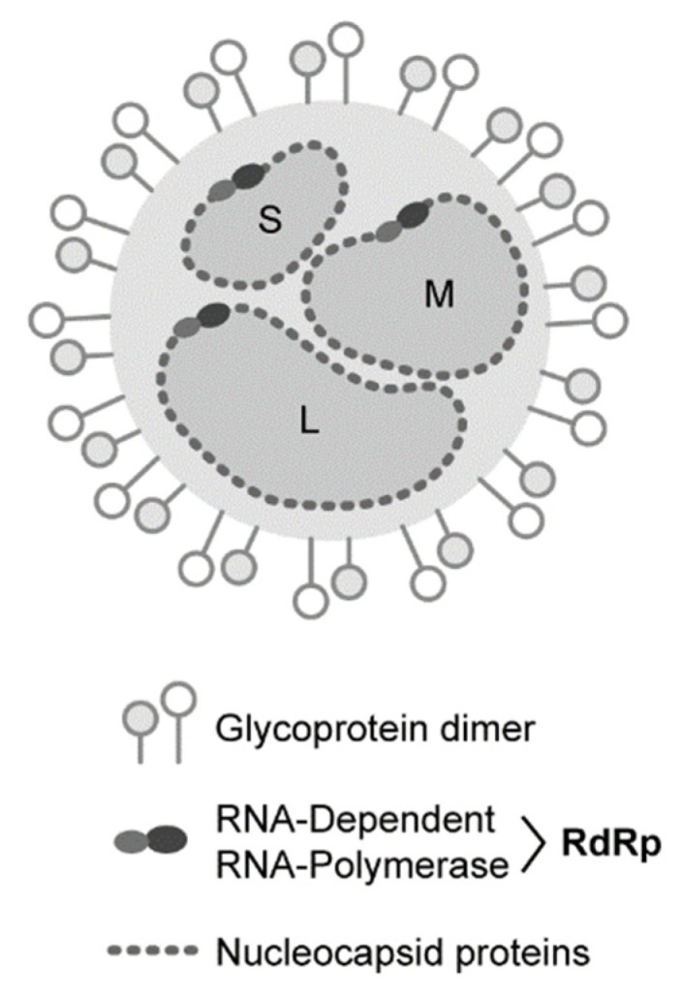 S
M
L
Glycoprotein dimer
RNA-Dependent
RNA-Polymerase
RdRp
Nucleocapsid proteins